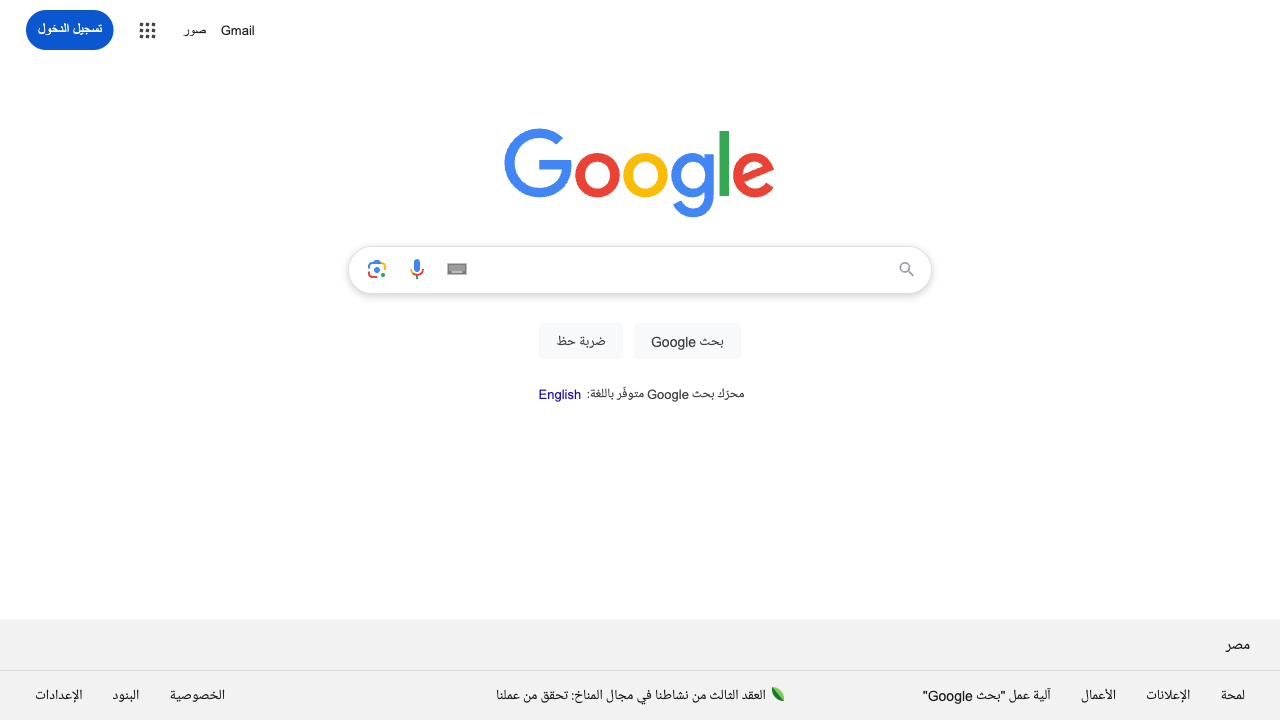 Gmail صور تسجيل الدخول
Google
بحث Google ضربة حظ
محرّك بحث Google متوفّر باللغة: English
مصر
لمحة الإعلانات الأعمال آلية عمل "بحث Google" العقد الثالث من نشاطنا في مجال المناخ: تحقق من عملنا الخصوصية البنود الإعدادات